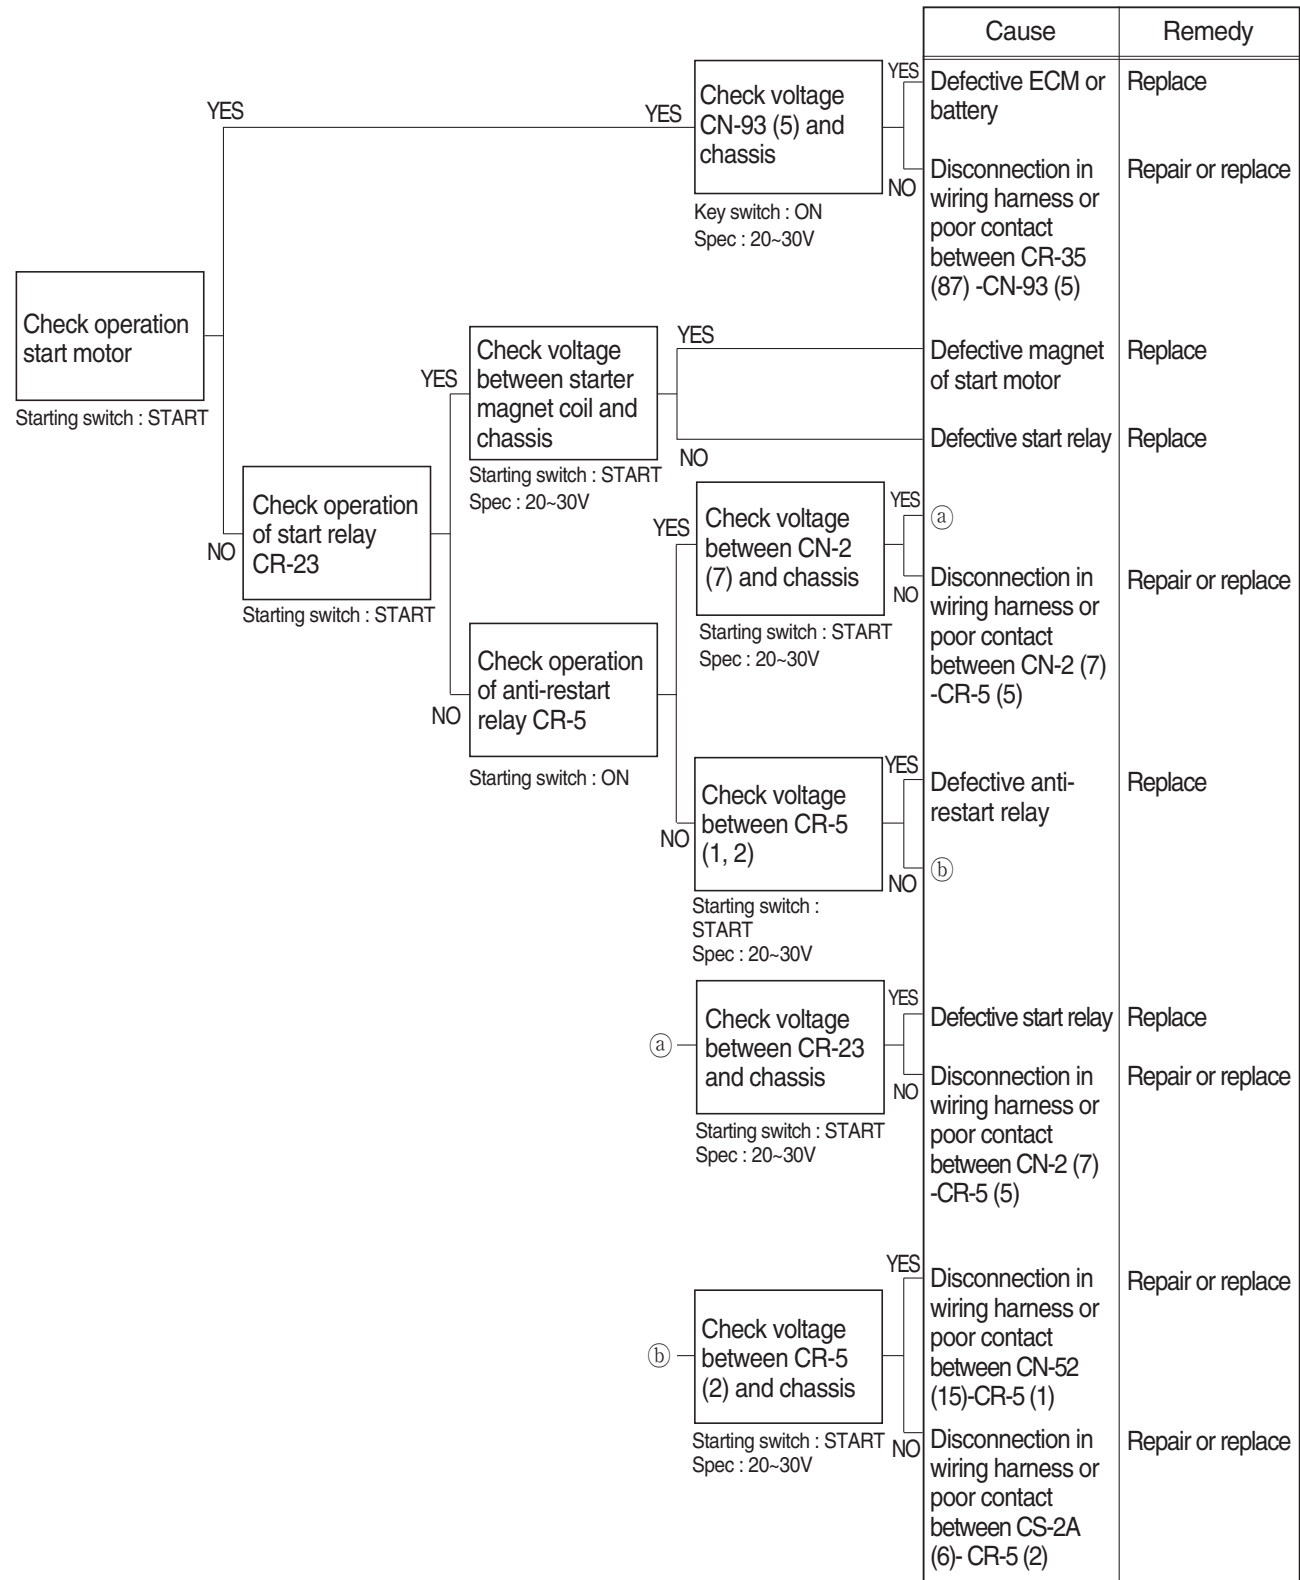 Cause
Remedy
YES
YES
Check voltage
CN-93 (5) and
chassis
Key switch : ON
Spec : 20~30V
YES
Defective ECM or
battery
Replace
NO
Disconnection in
wiring harness or
poor contact
between CR-35
(87) -CN-93 (5)
Repair or replace
Check operation
start motor
Starting switch : START
YES
Check voltage
between starter
magnet coil and
chassis
Starting switch : START
Spec : 20~30V
YES
Defective magnet
of start motor
Replace
NO
Defective start relay
Replace
NO
Check operation
of start relay
CR-23
Starting switch : START
YES
Check voltage
between CN-2
(7) and chassis
Starting switch : START
Spec : 20~30V
YES
ⓐ
NO
Disconnection in
wiring harness or
poor contact
between CN-2 (7)
-CR-5 (5)
Repair or replace
NO
Check operation
of anti-restart
relay CR-5
Starting switch : ON
NO
Check voltage
between CR-5
(1, 2)
Starting switch :
START
Spec : 20~30V
YES
Defective anti-
restart relay
Replace
NO
ⓑ
ⓐ
Check voltage
between CR-23
and chassis
Starting switch : START
Spec : 20~30V
YES
Defective start relay
Replace
NO
Disconnection in
wiring harness or
poor contact
between CN-2 (7)
-CR-5 (5)
Repair or replace
ⓑ
Check voltage
between CR-5
(2) and chassis
Starting switch : START
Spec : 20~30V
YES
Disconnection in
wiring harness or
poor contact
between CN-52
(15)-CR-5 (1)
Repair or replace
NO
Disconnection in
wiring harness or
poor contact
between CS-2A
(6)- CR-5 (2)
Repair or replace